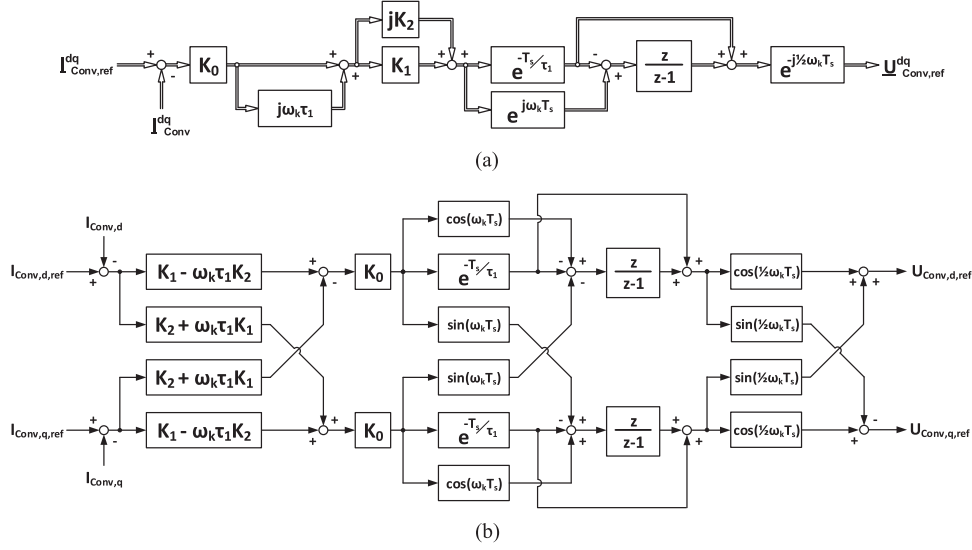 jK₂
+ + +
I^dq_Conv,ref + - K₀ + + K₁ + + e^(-Ts/τ₁) - + z/z-1 + + e^(-j½ωₖTₛ) U^dq_Conv,ref
jωₖτ₁ e^(jωₖTₛ)
I^dq_Conv
(a)
I_Conv,d cos(ωₖTₛ)
I_Conv,d,ref + - K₁ - ωₖτ₁K₂ + - K₀ e^(-Ts/τ₁) - + - z/z-1 + + cos(½ωₖTₛ) + + U_Conv,d,ref
K₂ + ωₖτ₁K₁ sin(ωₖTₛ) sin(½ωₖTₛ)
K₂ + ωₖτ₁K₁ sin(ωₖTₛ) sin(½ωₖTₛ)
I_Conv,q,ref + - K₁ - ωₖτ₁K₂ + + K₀ e^(-Ts/τ₁) - + + z/z-1 + + cos(½ωₖTₛ) - + U_Conv,q,ref
I_Conv,q cos(ωₖTₛ)
(b)